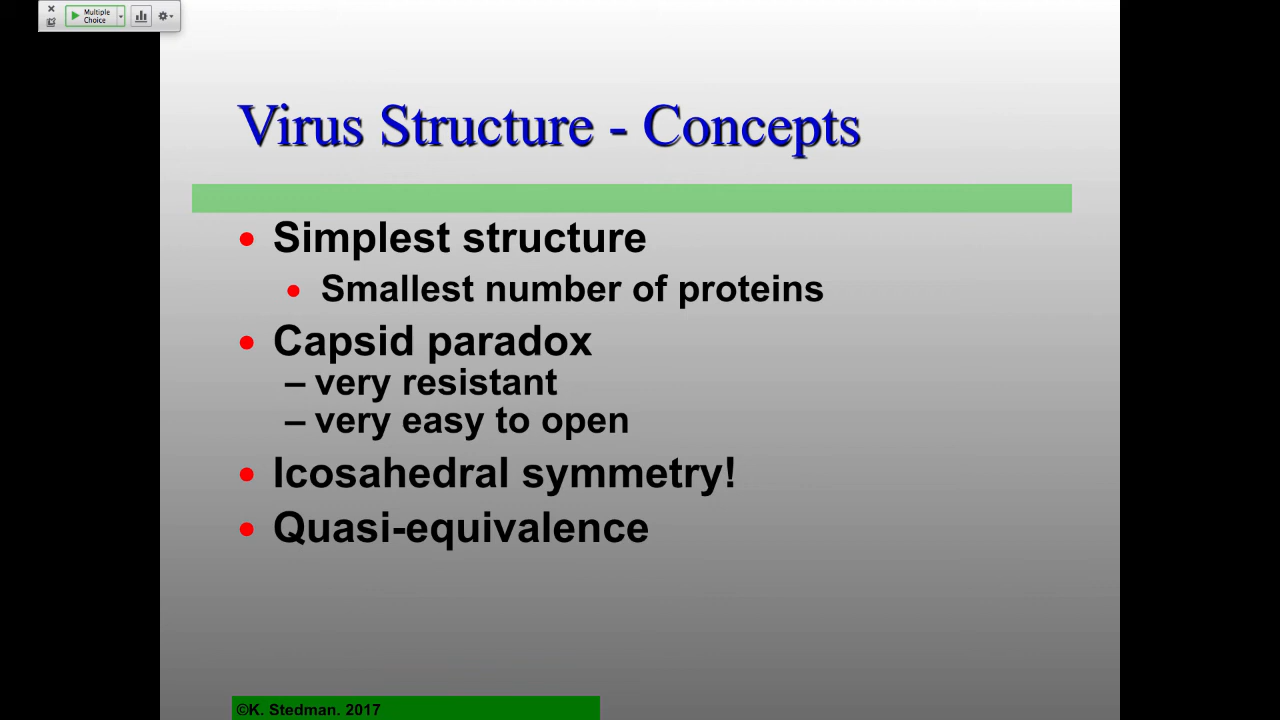 Multiple
Choice
Virus Structure - Concepts
• Simplest structure
• Smallest number of proteins
• Capsid paradox
– very resistant
– very easy to open
• Icosahedral symmetry!
• Quasi-equivalence
©K. Stedman. 2017